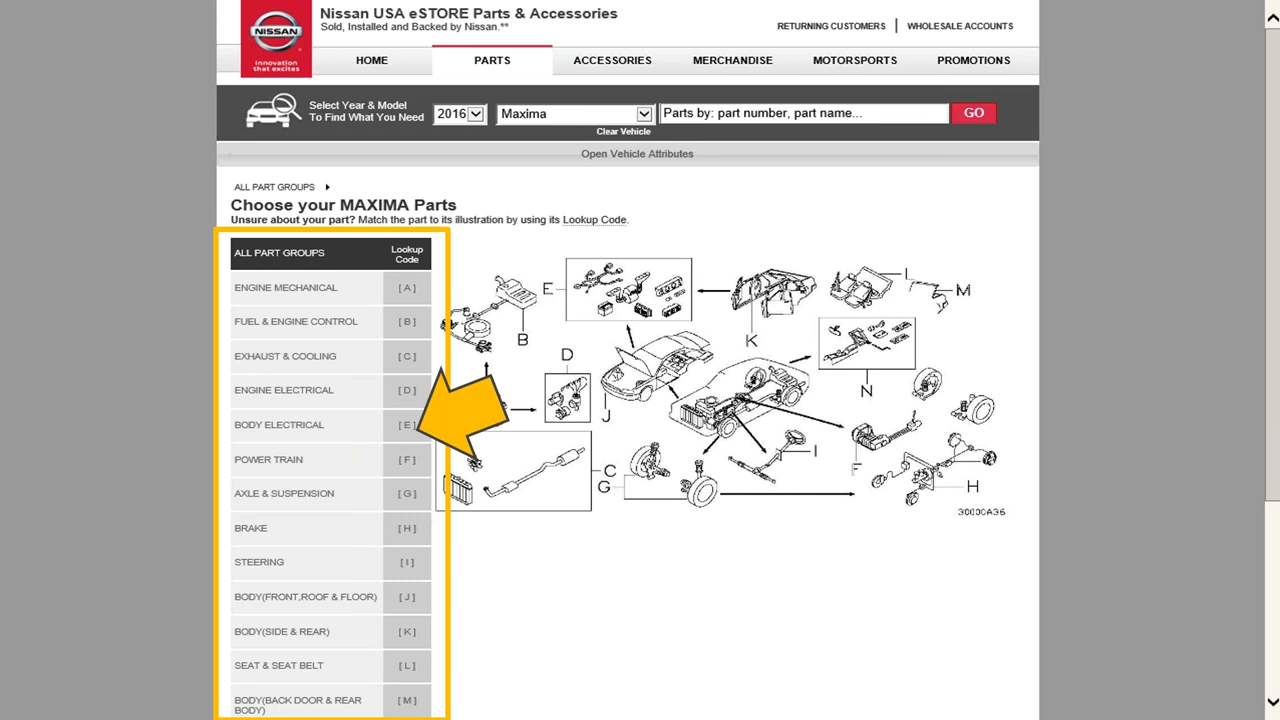 Nissan USA eSTORE Parts & Accessories
Sold, Installed and Backed by Nissan.**
RETURNING CUSTOMERS | WHOLESALE ACCOUNTS
NISSAN
Innovation
that excites
HOME PARTS ACCESSORIES MERCHANDISE MOTORSPORTS PROMOTIONS
Select Year & Model
To Find What You Need
2016 Maxima Parts by: part number, part name... GO
Clear Vehicle
Open Vehicle Attributes
ALL PART GROUPS
Choose your MAXIMA Parts
Unsure about your part? Match the part to its illustration by using its Lookup Code.
ALL PART GROUPS Lookup
Code
ENGINE MECHANICAL [ A ]
FUEL & ENGINE CONTROL [ B ]
EXHAUST & COOLING [ C ]
ENGINE ELECTRICAL [ D ]
BODY ELECTRICAL [ E ]
POWER TRAIN [ F ]
AXLE & SUSPENSION [ G ]
BRAKE [ H ]
STEERING [ I ]
BODY(FRONT,ROOF & FLOOR) [ J ]
BODY(SIDE & REAR) [ K ]
SEAT & SEAT BELT [ L ]
BODY(BACK DOOR & REAR [ M ]
BODY)
E
B
K
L
M
D
J
N
C
G
I
F
H
30000A36